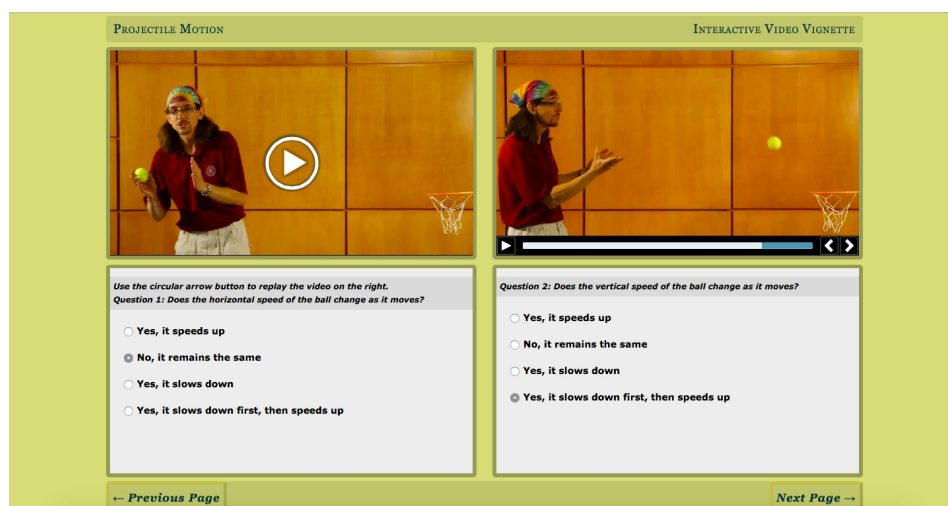 PROJECTILE MOTION
INTERACTIVE VIDEO VIGNETTE
Use the circular arrow button to replay the video on the right.
Question 1: Does the horizontal speed of the ball change as it moves?
Yes, it speeds up
No, it remains the same
Yes, it slows down
Yes, it slows down first, then speeds up
Question 2: Does the vertical speed of the ball change as it moves?
Yes, it speeds up
No, it remains the same
Yes, it slows down
Yes, it slows down first, then speeds up
← Previous Page
Next Page →